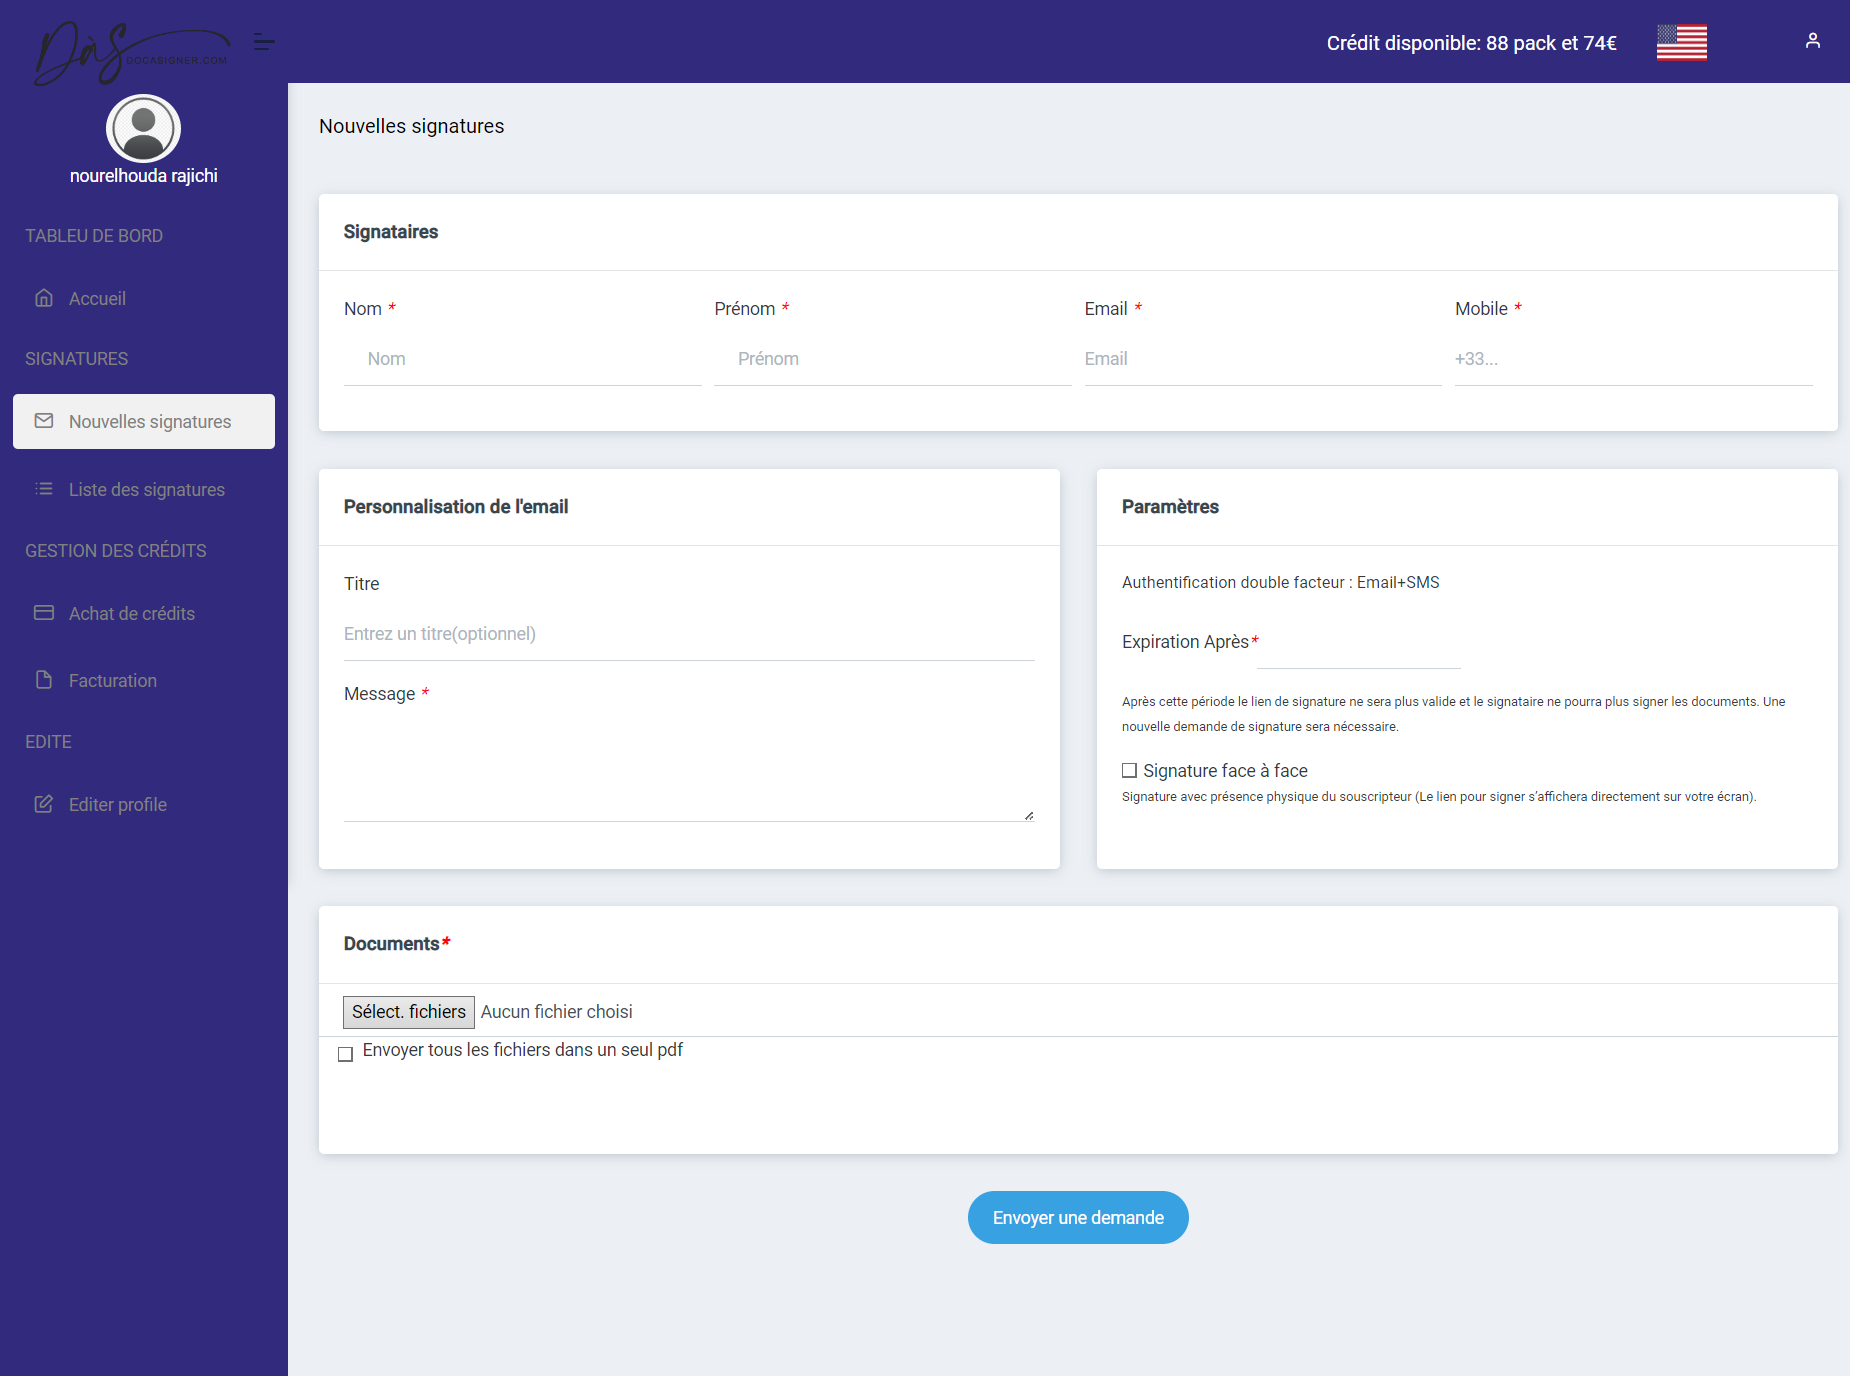 Dàs
DOCASIGNER.COM
Crédit disponible: 88 pack et 74€
nourelhouda rajichi
TABLEU DE BORD
Accueil
SIGNATURES
Nouvelles signatures
Liste des signatures
GESTION DES CRÉDITS
Achat de crédits
Facturation
EDITE
Editer profile
Nouvelles signatures
Signataires
Nom * Prénom * Email * Mobile *
Nom Prénom Email +33...
Personnalisation de l'email
Titre
Entrez un titre(optionnel)
Message *
Paramètres
Authentification double facteur : Email+SMS
Expiration Après*
Après cette période le lien de signature ne sera plus valide et le signataire ne pourra plus signer les documents. Une
nouvelle demande de signature sera nécessaire.
Signature face à face
Signature avec présence physique du souscripteur (Le lien pour signer s’affichera directement sur votre écran).
Documents*
Sélect. fichiers Aucun fichier choisi
Envoyer tous les fichiers dans un seul pdf
Envoyer une demande